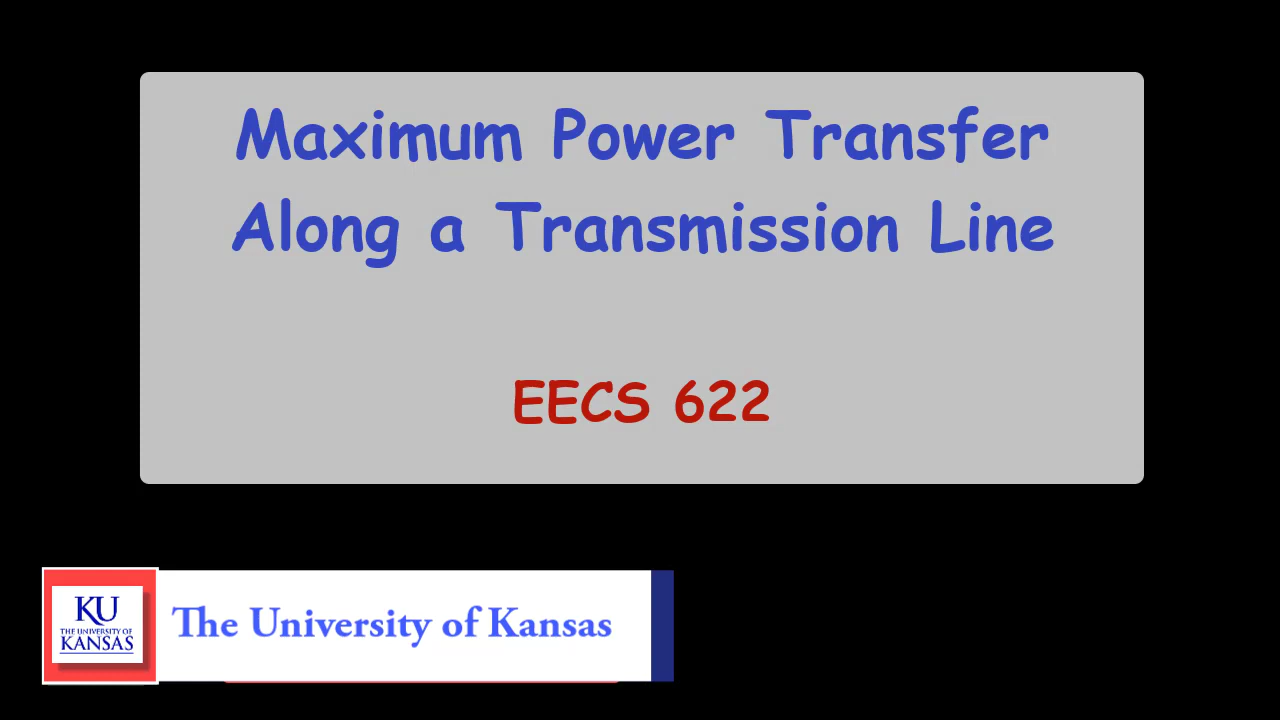 Maximum Power Transfer
Along a Transmission Line
EECS 622
KU
THE UNIVERSITY OF
KANSAS
The University of Kansas